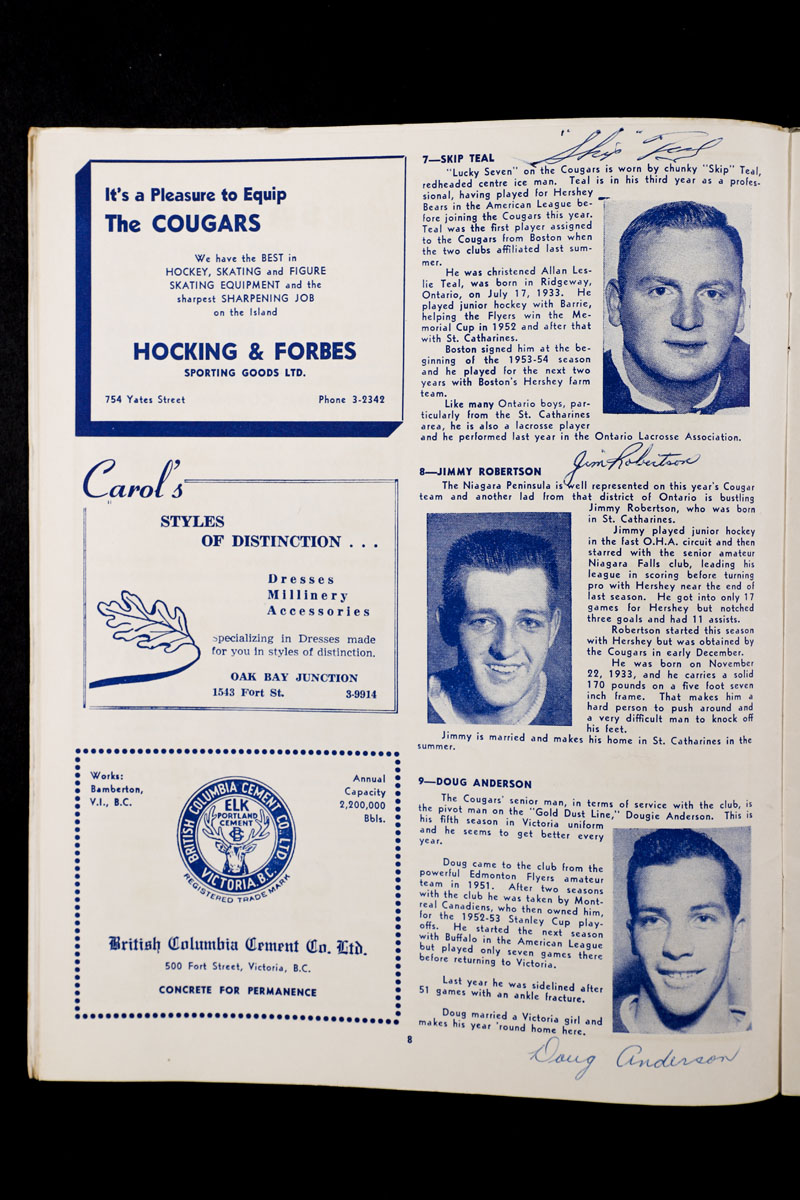 It's a Pleasure to Equip
The COUGARS
We have the BEST in
HOCKEY, SKATING and FIGURE
SKATING EQUIPMENT and the
sharpest SHARPENING JOB
on the Island
HOCKING & FORBES
SPORTING GOODS LTD.
754 Yates Street Phone 3-2342
Carol's
STYLES
OF DISTINCTION . . .
Dresses
Millinery
Accessories
specializing in Dresses made
for you in styles of distinction.
OAK BAY JUNCTION
1543 Fort St. 3-9914
Works:
Bamberton,
V.I., B.C.
Annual
Capacity
2,200,000
Bbls.
BRITISH COLUMBIA CEMENT CO. LTD.
ELK
PORTLAND
CEMENT
BC
VICTORIA, B.C.
REGISTERED TRADE MARK
British Columbia Cement Co. Ltd.
500 Fort Street, Victoria, B.C.
CONCRETE FOR PERMANENCE
"Skip" Teal
7—SKIP TEAL
"Lucky Seven" on the Cougars is worn by chunky "Skip" Teal,
redheaded centre ice man. Teal is in his third year as a profes-
sional, having played for Hershey
Bears in the American League be-
fore joining the Cougars this year.
Teal was the first player assigned
to the Cougars from Boston when
the two clubs affiliated last sum-
mer.
He was christened Allan Les-
lie Teal, was born in Ridgeway,
Ontario, on July 17, 1933. He
played junior hockey with Barrie,
helping the Flyers win the Me-
morial Cup in 1952 and after that
with St. Catharines.
Boston signed him at the be-
ginning of the 1953-54 season
and he played for the next two
years with Boston's Hershey farm
team.
Like many Ontario boys, par-
ticularly from the St. Catharines
area, he is also a lacrosse player
and he performed last year in the Ontario Lacrosse Association.
Jim Robertson
8—JIMMY ROBERTSON
The Niagara Peninsula is well represented on this year's Cougar
team and another lad from that district of Ontario is bustling
Jimmy Robertson, who was born
in St. Catharines.
Jimmy played junior hockey
in the fast O.H.A. circuit and then
starred with the senior amateur
Niagara Falls club, leading his
league in scoring before turning
pro with Hershey near the end of
last season. He got into only 17
games for Hershey but notched
three goals and had 11 assists.
Robertson started this season
with Hershey but was obtained by
the Cougars in early December.
He was born on November
22, 1933, and he carries a solid
170 pounds on a five foot seven
inch frame. That makes him a
hard person to push around and
a very difficult man to knock off
his feet.
Jimmy is married and makes his home in St. Catharines in the
summer.
9—DOUG ANDERSON
The Cougars' senior man, in terms of service with the club, is
the pivot man on the "Gold Dust Line," Dougie Anderson. This is
his fifth season in Victoria uniform
and he seems to get better every
year.
Doug came to the club from the
powerful Edmonton Flyers amateur
team in 1951. After two seasons
with the club he was taken by Mont-
real Canadiens, who then owned him,
for the 1952-53 Stanley Cup play-
offs. He started the next season
with Buffalo in the American League
but played only seven games there
before returning to Victoria.
Last year he was sidelined after
51 games with an ankle fracture.
Doug married a Victoria girl and
makes his year 'round home here.
Doug Anderson
8